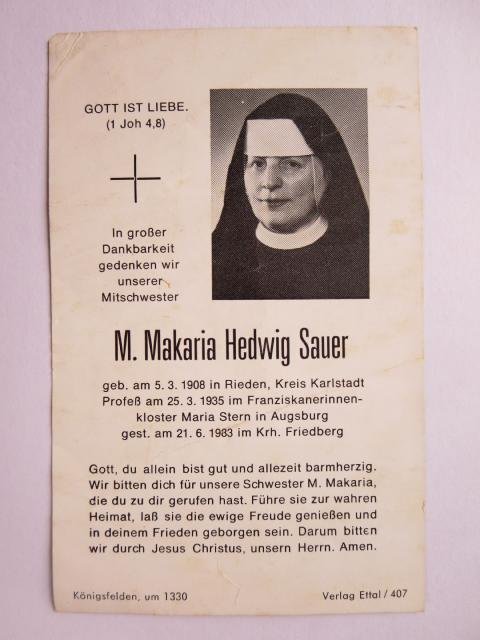 GOTT IST LIEBE.
(1 Joh 4,8)
In großer
Dankbarkeit
gedenken wir
unserer
Mitschwester
M. Makaria Hedwig Sauer
geb. am 5. 3. 1908 in Rieden, Kreis Karlstadt
Profeß am 25. 3. 1935 im Franziskanerinnen-
kloster Maria Stern in Augsburg
gest. am 21. 6. 1983 im Krh. Friedberg
Gott, du allein bist gut und allezeit barmherzig.
Wir bitten dich für unsere Schwester M. Makaria,
die du zu dir gerufen hast. Führe sie zur wahren
Heimat, laß sie die ewige Freude genießen und
in deinem Frieden geborgen sein. Darum bitten
wir durch Jesus Christus, unsern Herrn. Amen.
Königsfelden, um 1330
Verlag Ettal / 407